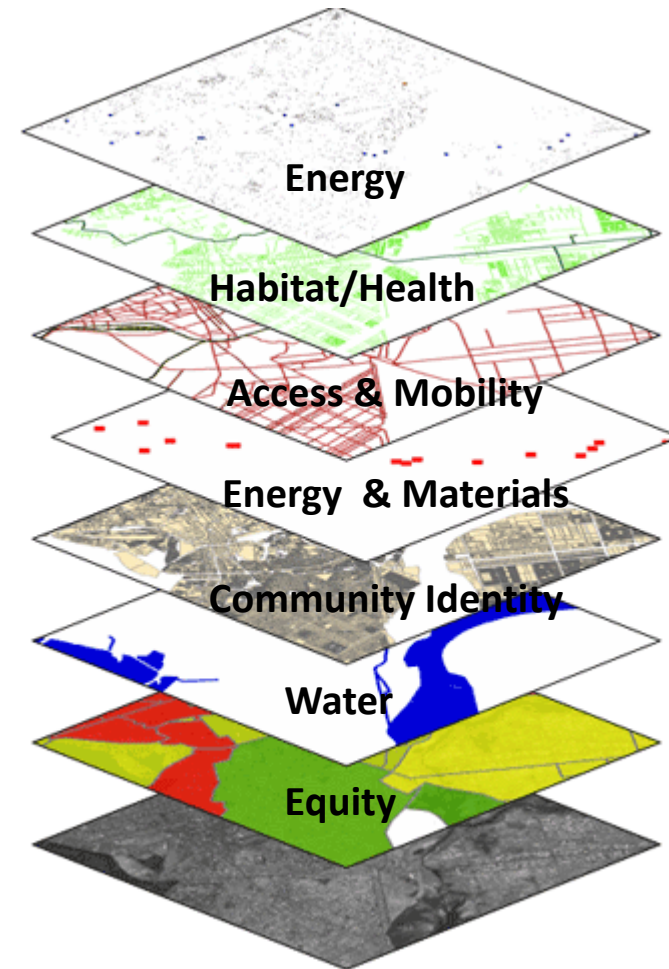 Energy
Habitat/Health
Access & Mobility
Energy  & Materials
Community Identity
Water
Equity